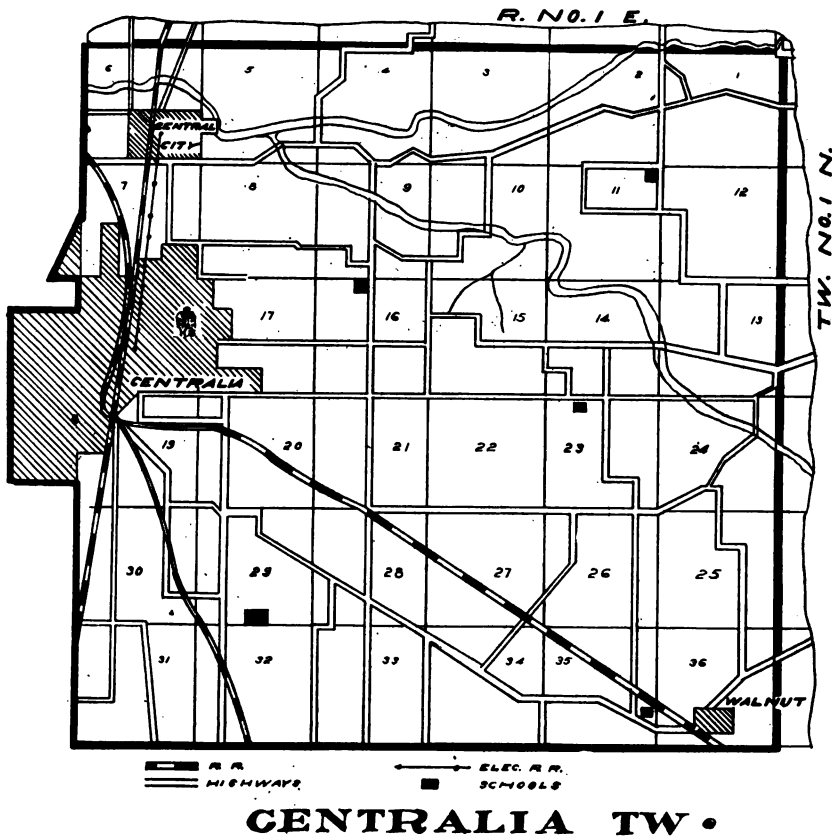 R. NO. 1 E.
6 5 4 3 2 1
CENTRAL
CITY
7 8 9 10 11 12
TW. NO. 1 N.
17 16 15 14 13
CENTRALIA
19 20 21 22 23 24
30 29 28 27 26 25
31 32 33 34 35 36
WALNUT
R. R. ELEC. R. R.
HIGHWAYS SCHOOLS
CENTRALIA TW.